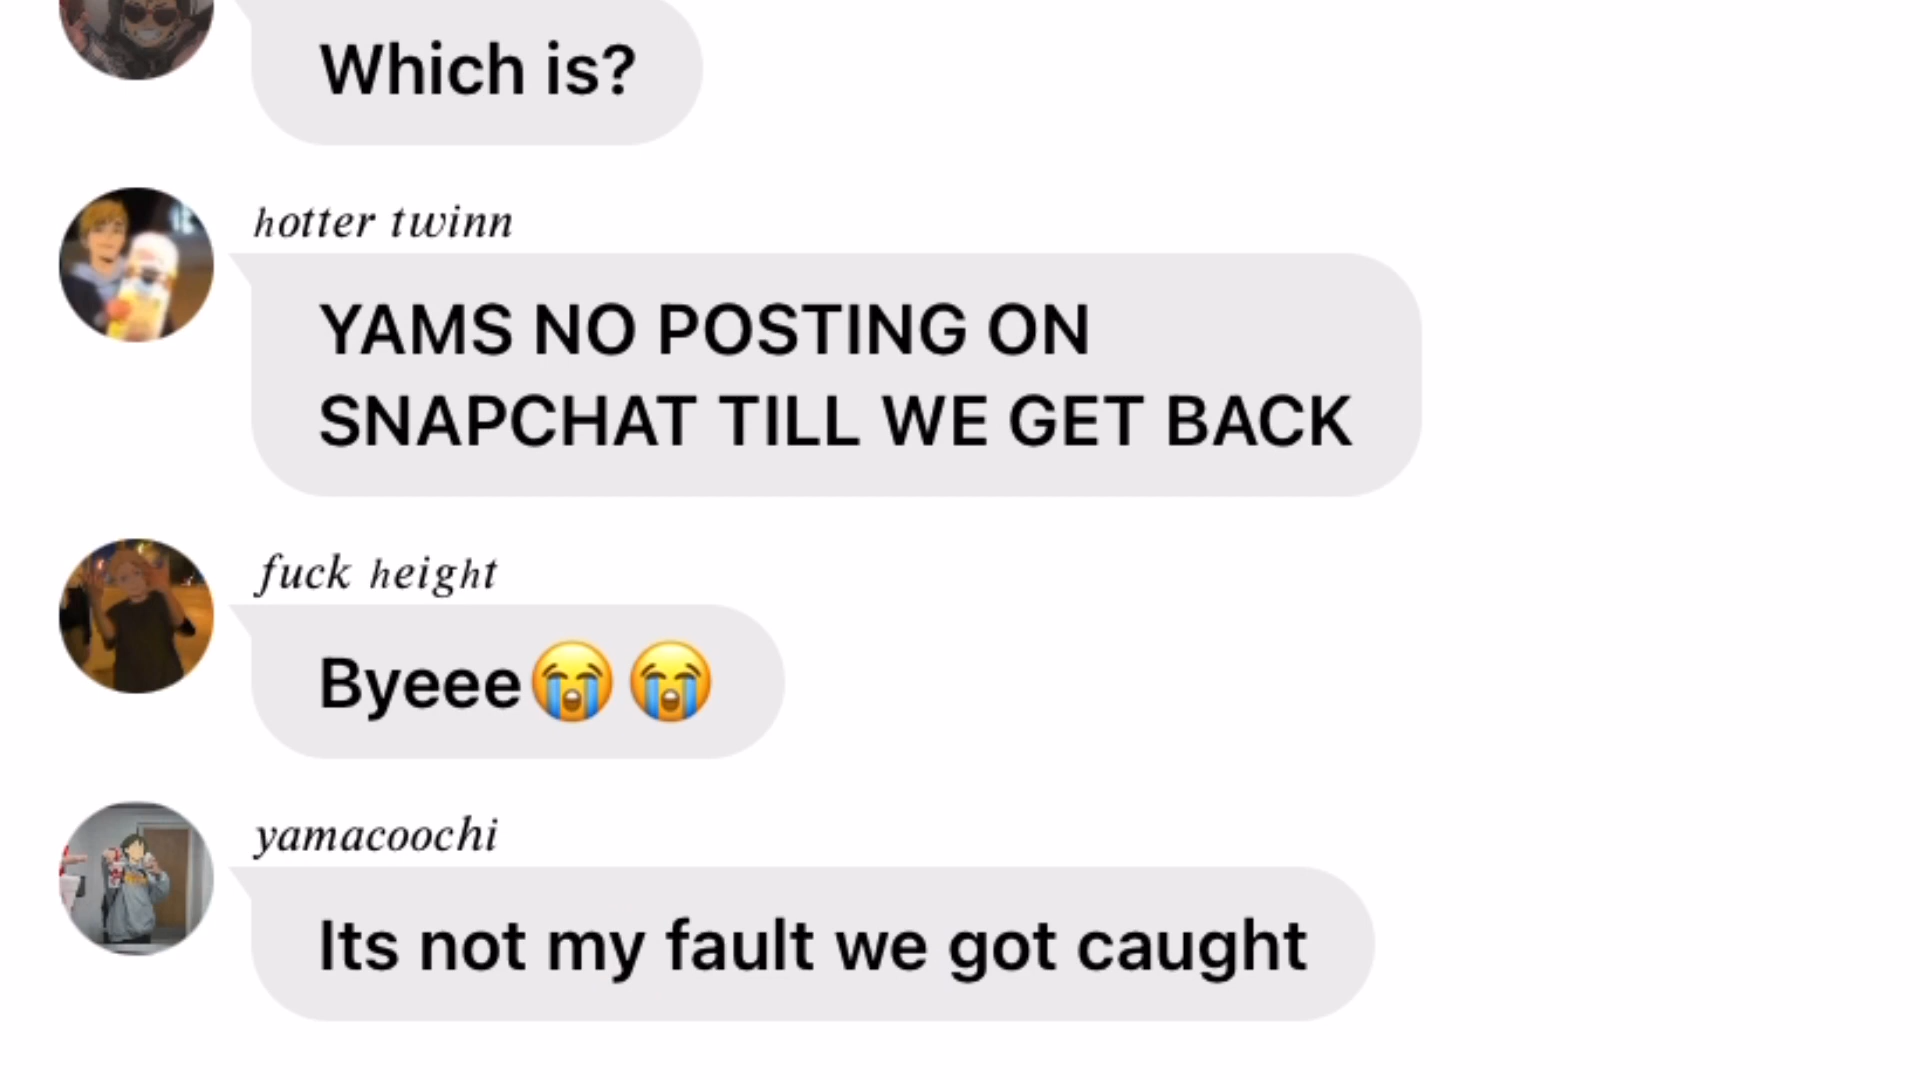 Which is?
hotter twinn
YAMS NO POSTING ON
SNAPCHAT TILL WE GET BACK
fuck height
Byeee😭😭
yamacoochi
Its not my fault we got caught